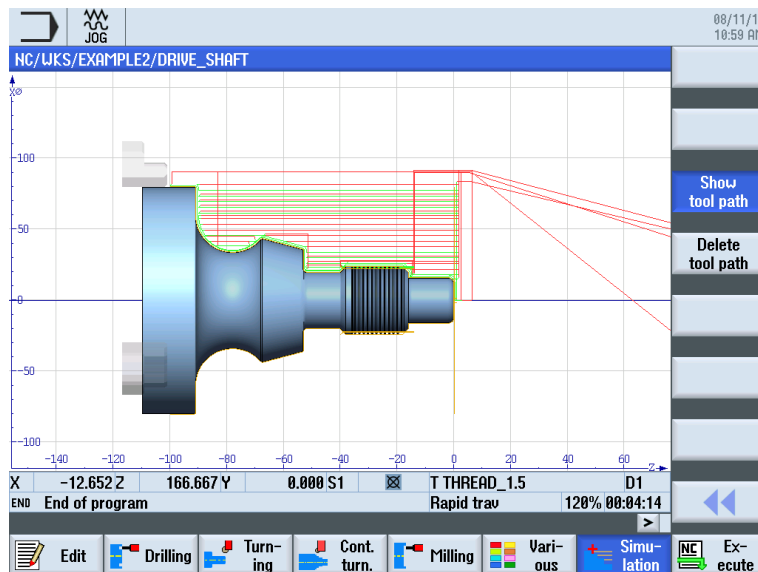 08/11/1
10:59 AM
JOG
NC/WKS/EXAMPLE2/DRIVE_SHAFT
XØ
-100
-50
-0
--50
--100
-140 -120 -100 -80 -60 -40 -20 0 20 40 60 Z
Show
tool path
Delete
tool path
X -12.652 Z 166.667 Y 0.000 S1 T THREAD_1.5 D1
END End of program Rapid trav 120% 00:04:14
>
Edit
Drilling
Turn-
ing
Cont.
turn.
Milling
Vari-
ous
Simu-
lation
NC
Ex-
ecute